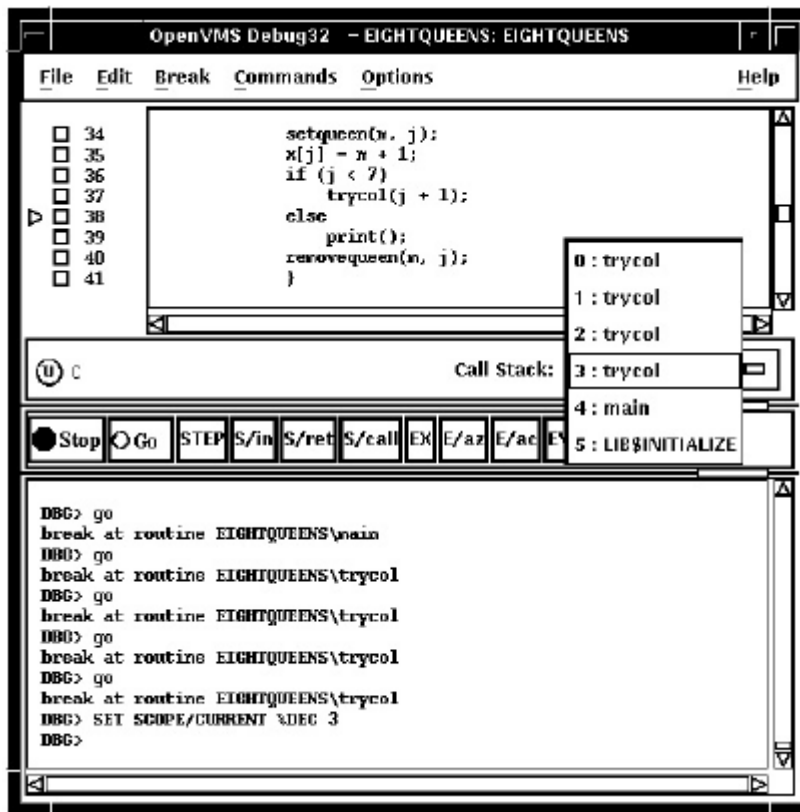 OpenVMS Debug32 - EIGHTQUEENS: EIGHTQUEENS
File Edit Break Commands Options Help
34 setqueen(m, j);
35 x[j] = m + 1;
36 if (j < 7)
37 trycol(j + 1);
38 else
39 print();
40 removequeen(m, j);
41 }
U C
Call Stack:
0 : trycol
1 : trycol
2 : trycol
3 : trycol
4 : main
5 : LIB$INITIALIZE
Stop Go STEP S/in S/ret S/call EX E/az E/ac
DBG> go
break at routine EIGHTQUEENS\main
DBG> go
break at routine EIGHTQUEENS\trycol
DBG> go
break at routine EIGHTQUEENS\trycol
DBG> go
break at routine EIGHTQUEENS\trycol
DBG> go
break at routine EIGHTQUEENS\trycol
DBG> SET SCOPE/CURRENT %DEC 3
DBG>